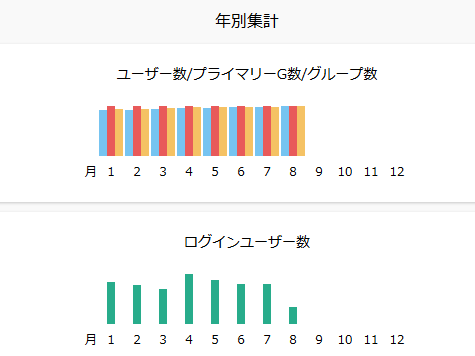 年別集計
ユーザー数/プライマリーG数/グループ数
月 1 2 3 4 5 6 7 8 9 10 11 12
ログインユーザー数
月 1 2 3 4 5 6 7 8 9 10 11 12